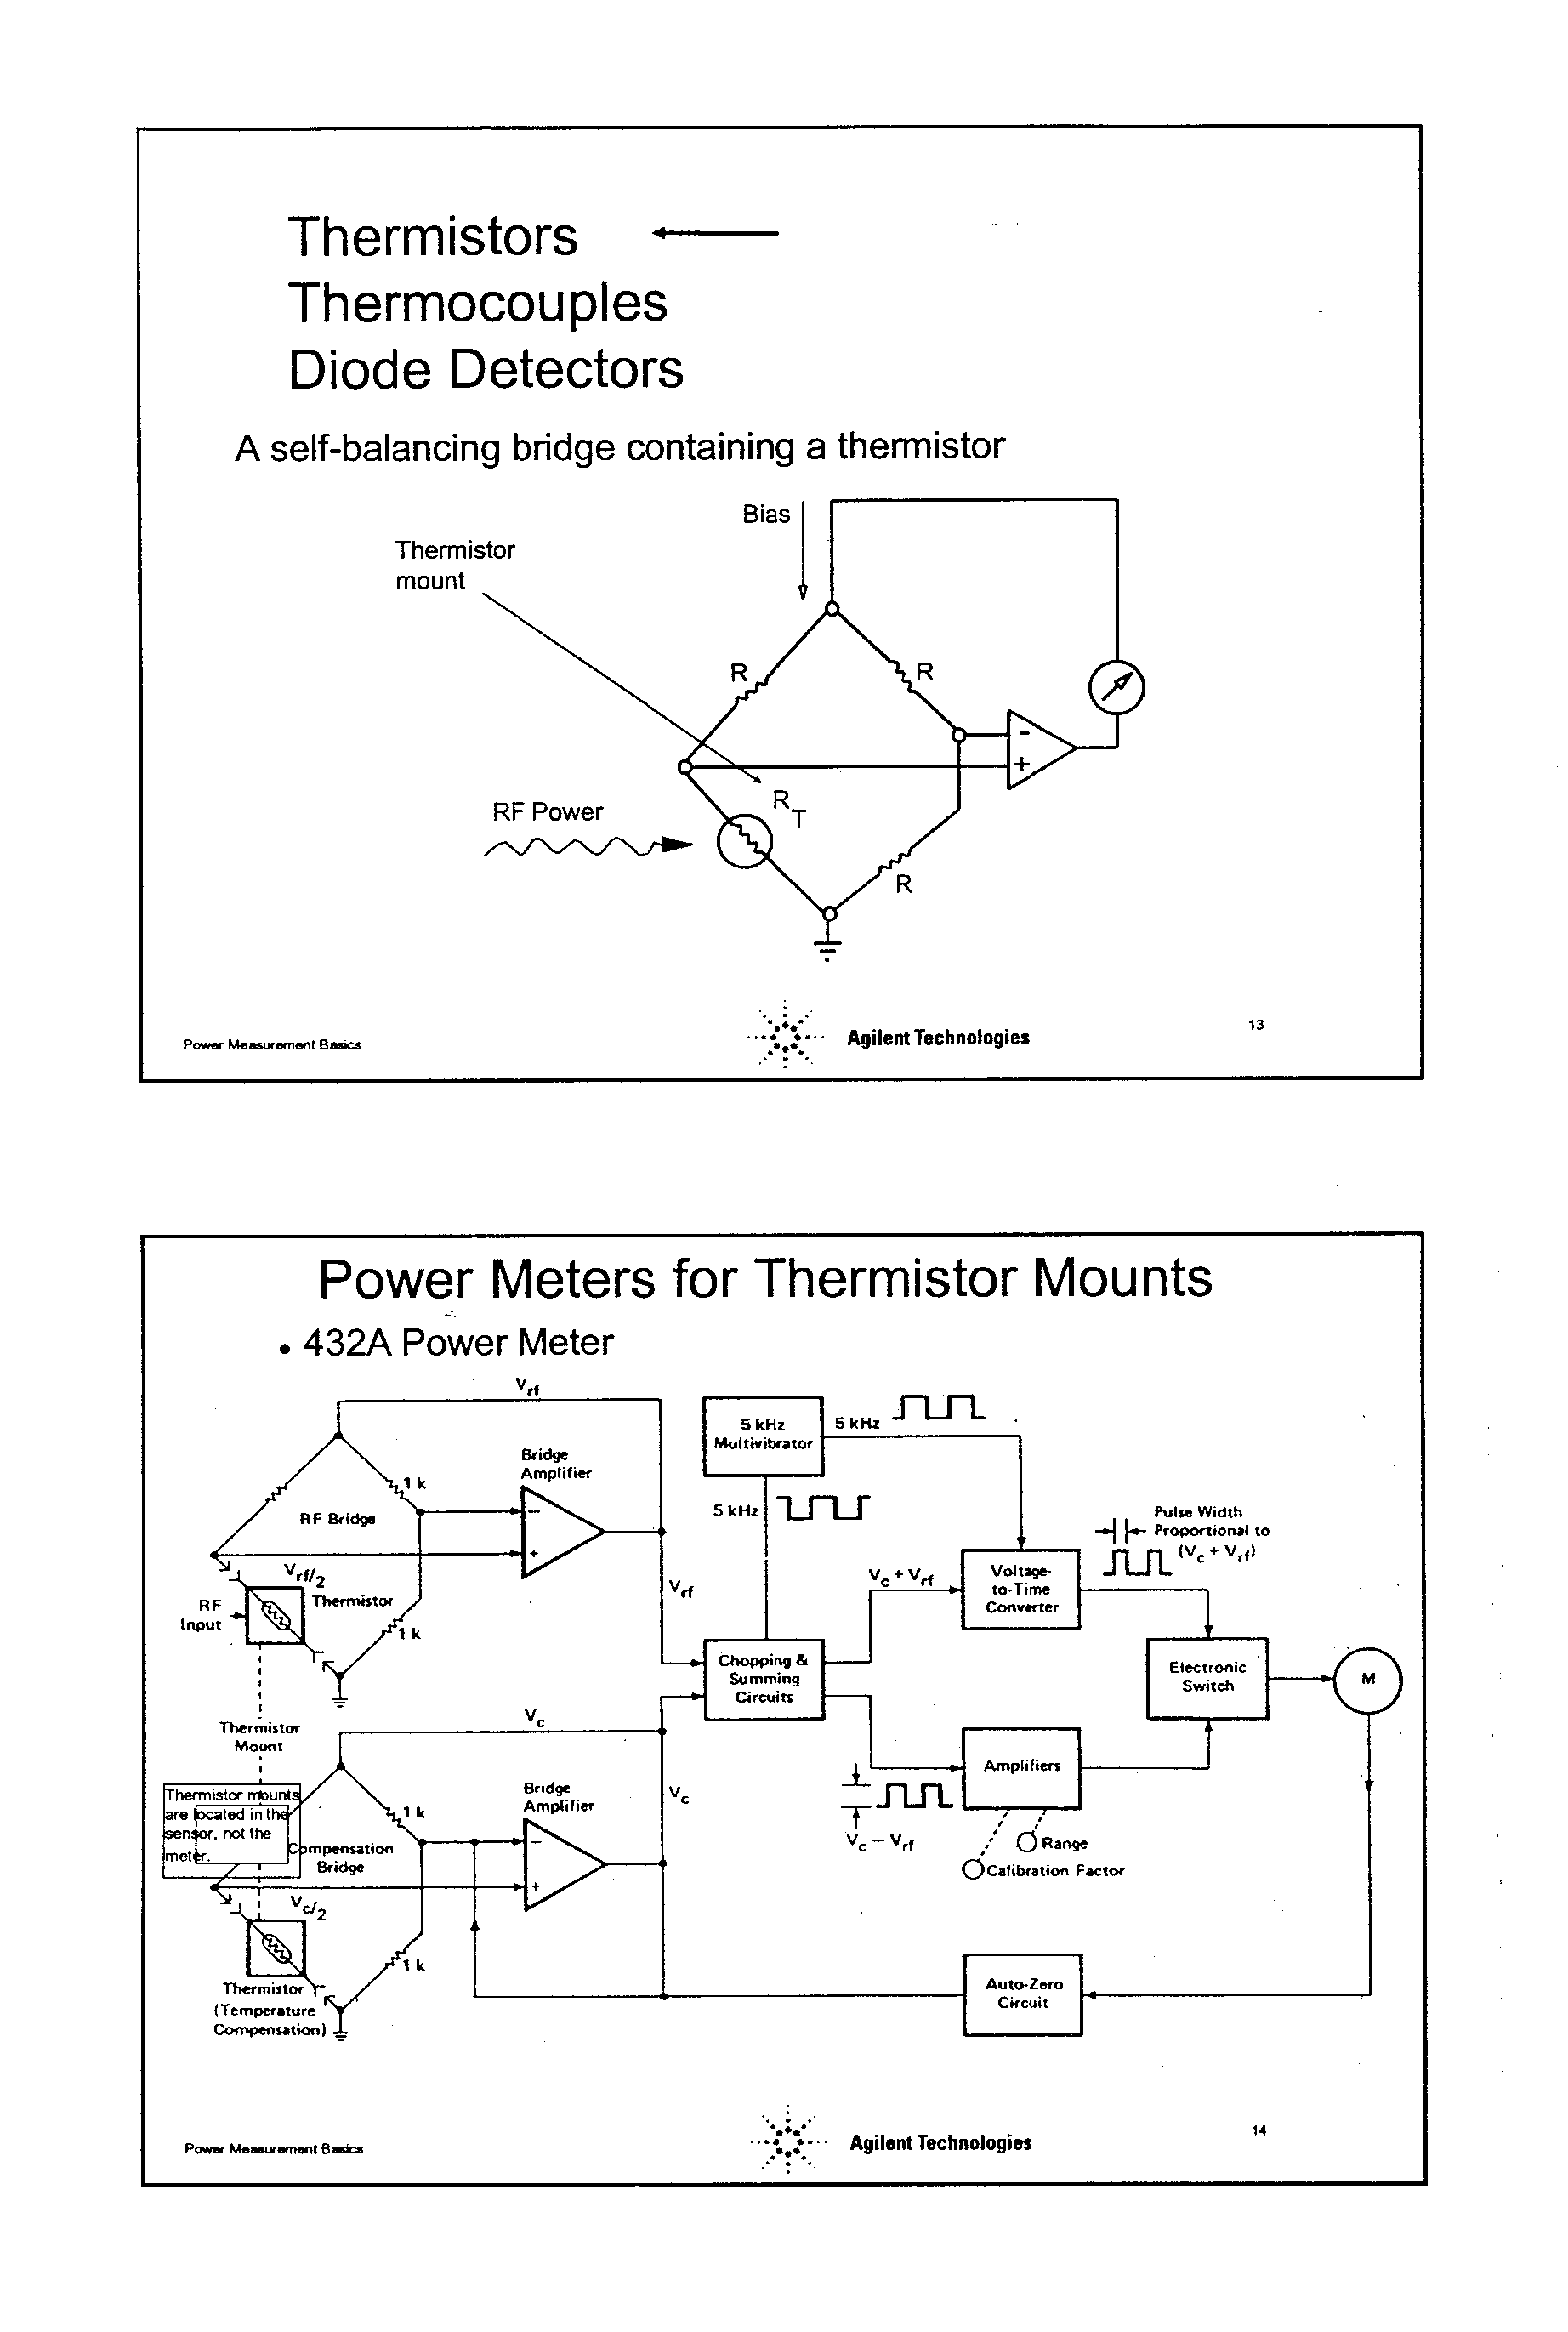 Thermistors
Thermocouples
Diode Detectors
A self-balancing bridge containing a thermistor
Bias
Thermistor
mount
R
R
RF Power
R
T
-
+
R
Power Measurement Basics
Agilent Technologies
13
Power Meters for Thermistor Mounts
• 432A Power Meter
Vrf
5 kHz
Multivibrator
5 kHz
Bridge
Amplifier
1 k
RF Bridge
5 kHz
Pulse Width
Proportional to
(Vc + Vrf)
Vrf/2
Thermistor
RF
Input
1 k
Vrf
Vc + Vrf
Voltage-
to-Time
Converter
Chopping &
Summing
Circuits
Electronic
Switch
M
Thermistor
Mount
Vc
Amplifiers
Thermistor mounts
are located in the
sensor, not the
meter.
Bridge
Amplifier
1 k
Vc
Compensation
Bridge
Vc − Vrf
Range
Calibration Factor
Vc/2
1 k
Thermistor
(Temperature
Compensation)
Auto-Zero
Circuit
Power Measurement Basics
Agilent Technologies
14